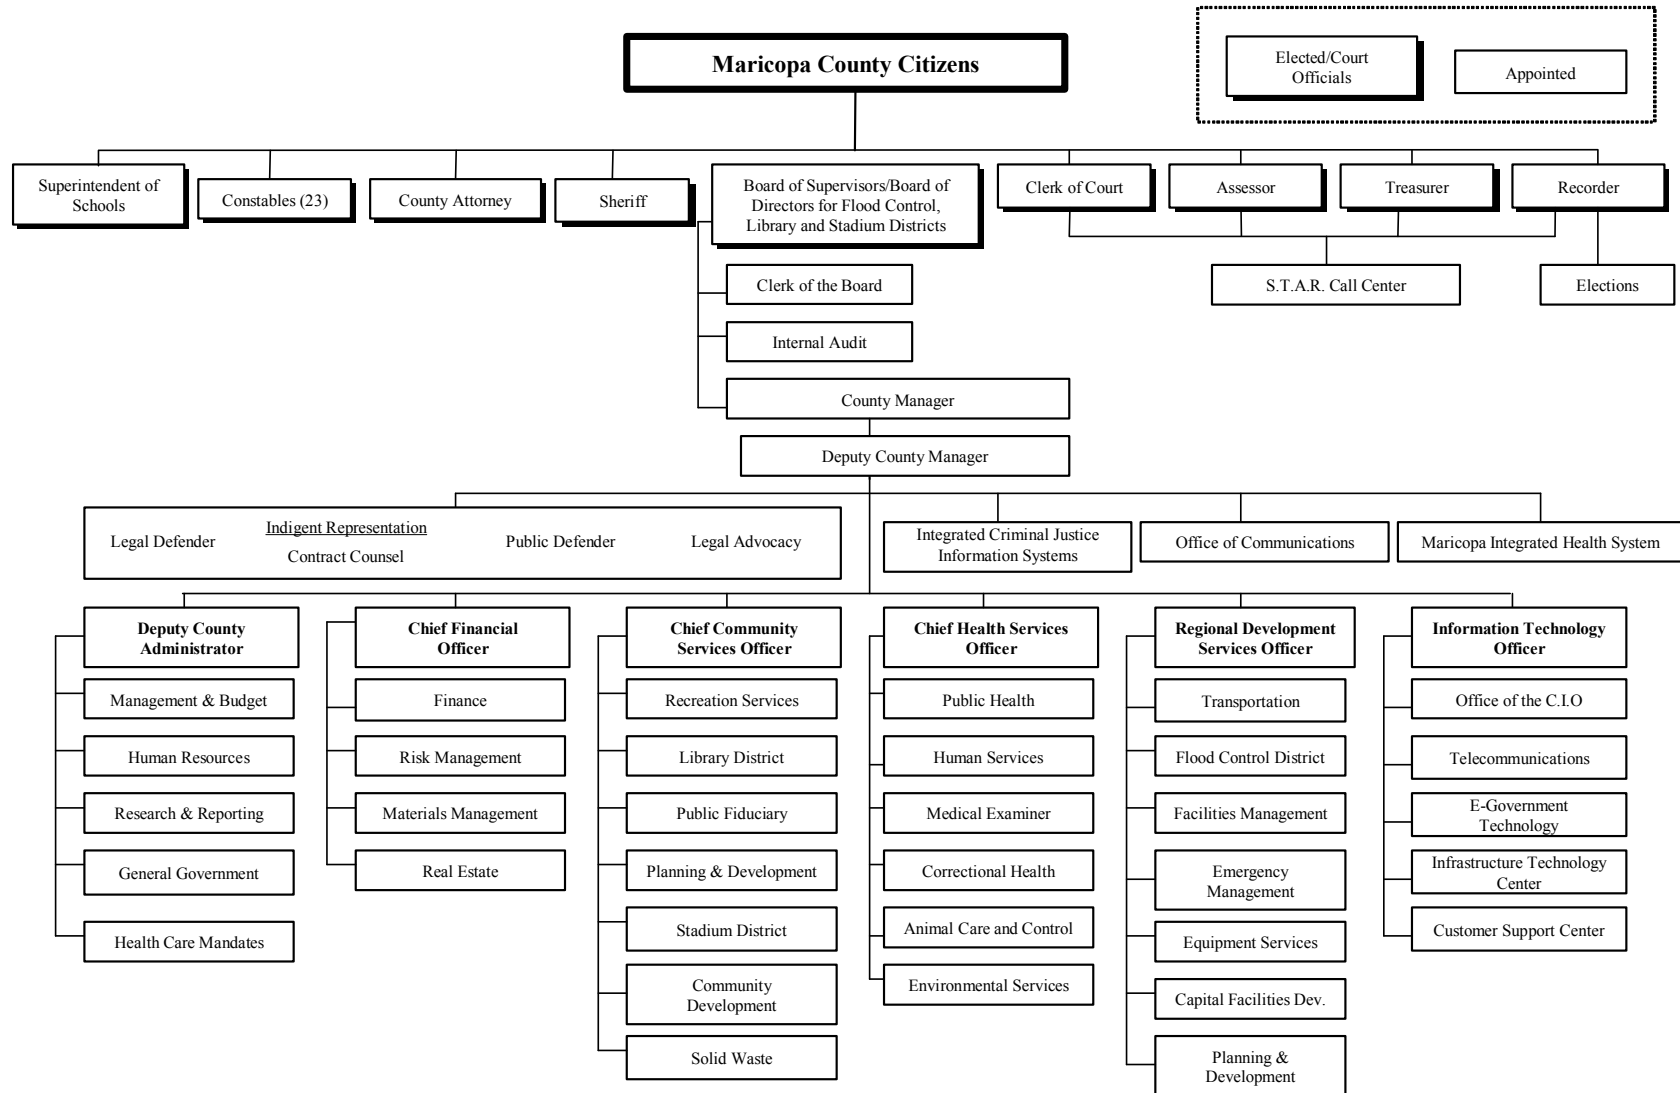 Maricopa County Citizens
Elected/Court
Officials
Appointed
Superintendent of
Schools
Constables (23)
County Attorney
Sheriff
Board of Supervisors/Board of
Directors for Flood Control,
Library and Stadium Districts
Clerk of Court
Assessor
Treasurer
Recorder
Clerk of the Board
S.T.A.R. Call Center
Elections
Internal Audit
County Manager
Deputy County Manager
Legal Defender
Indigent Representation
Contract Counsel
Public Defender
Legal Advocacy
Integrated Criminal Justice
Information Systems
Office of Communications
Maricopa Integrated Health System
Deputy County
Administrator
Management & Budget
Human Resources
Research & Reporting
General Government
Health Care Mandates
Chief Financial
Officer
Finance
Risk Management
Materials Management
Real Estate
Chief Community
Services Officer
Recreation Services
Library District
Public Fiduciary
Planning & Development
Stadium District
Community
Development
Solid Waste
Chief Health Services
Officer
Public Health
Human Services
Medical Examiner
Correctional Health
Animal Care and Control
Environmental Services
Regional Development
Services Officer
Transportation
Flood Control District
Facilities Management
Emergency
Management
Equipment Services
Capital Facilities Dev.
Planning &
Development
Information Technology
Officer
Office of the C.I.O
Telecommunications
E-Government
Technology
Infrastructure Technology
Center
Customer Support Center